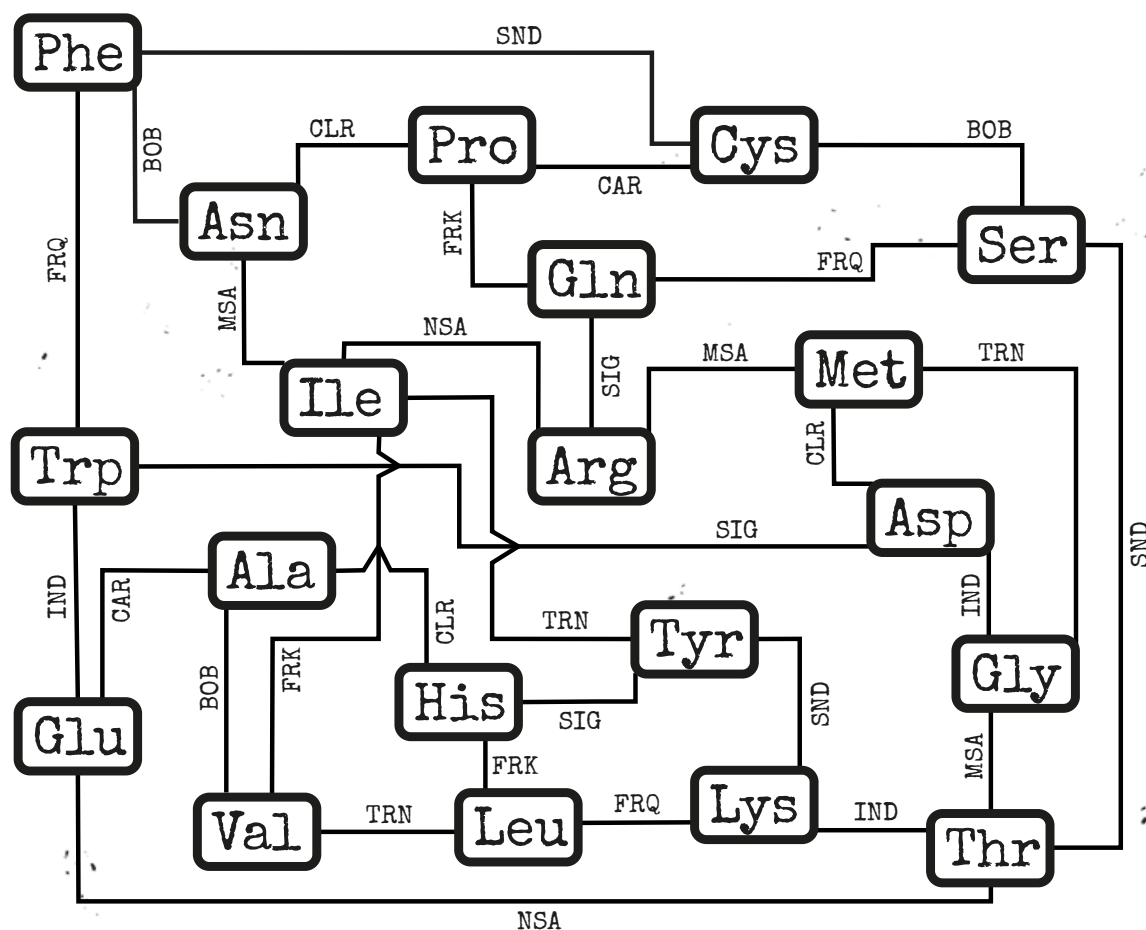 Phe
SND
BOB
CLR
Pro
Cys
BOB
CAR
Asn
FRQ
FRK
Gln
FRQ
Ser
MSA
NSA
SIG
MSA
Met
TRN
Ile
CLR
Trp
Arg
Asp
SIG
SND
IND
CAR
Ala
CLR
TRN
Tyr
IND
BOB
FRK
His
SIG
SND
Gly
Glu
FRK
MSA
Val
TRN
Leu
FRQ
Lys
IND
Thr
NSA